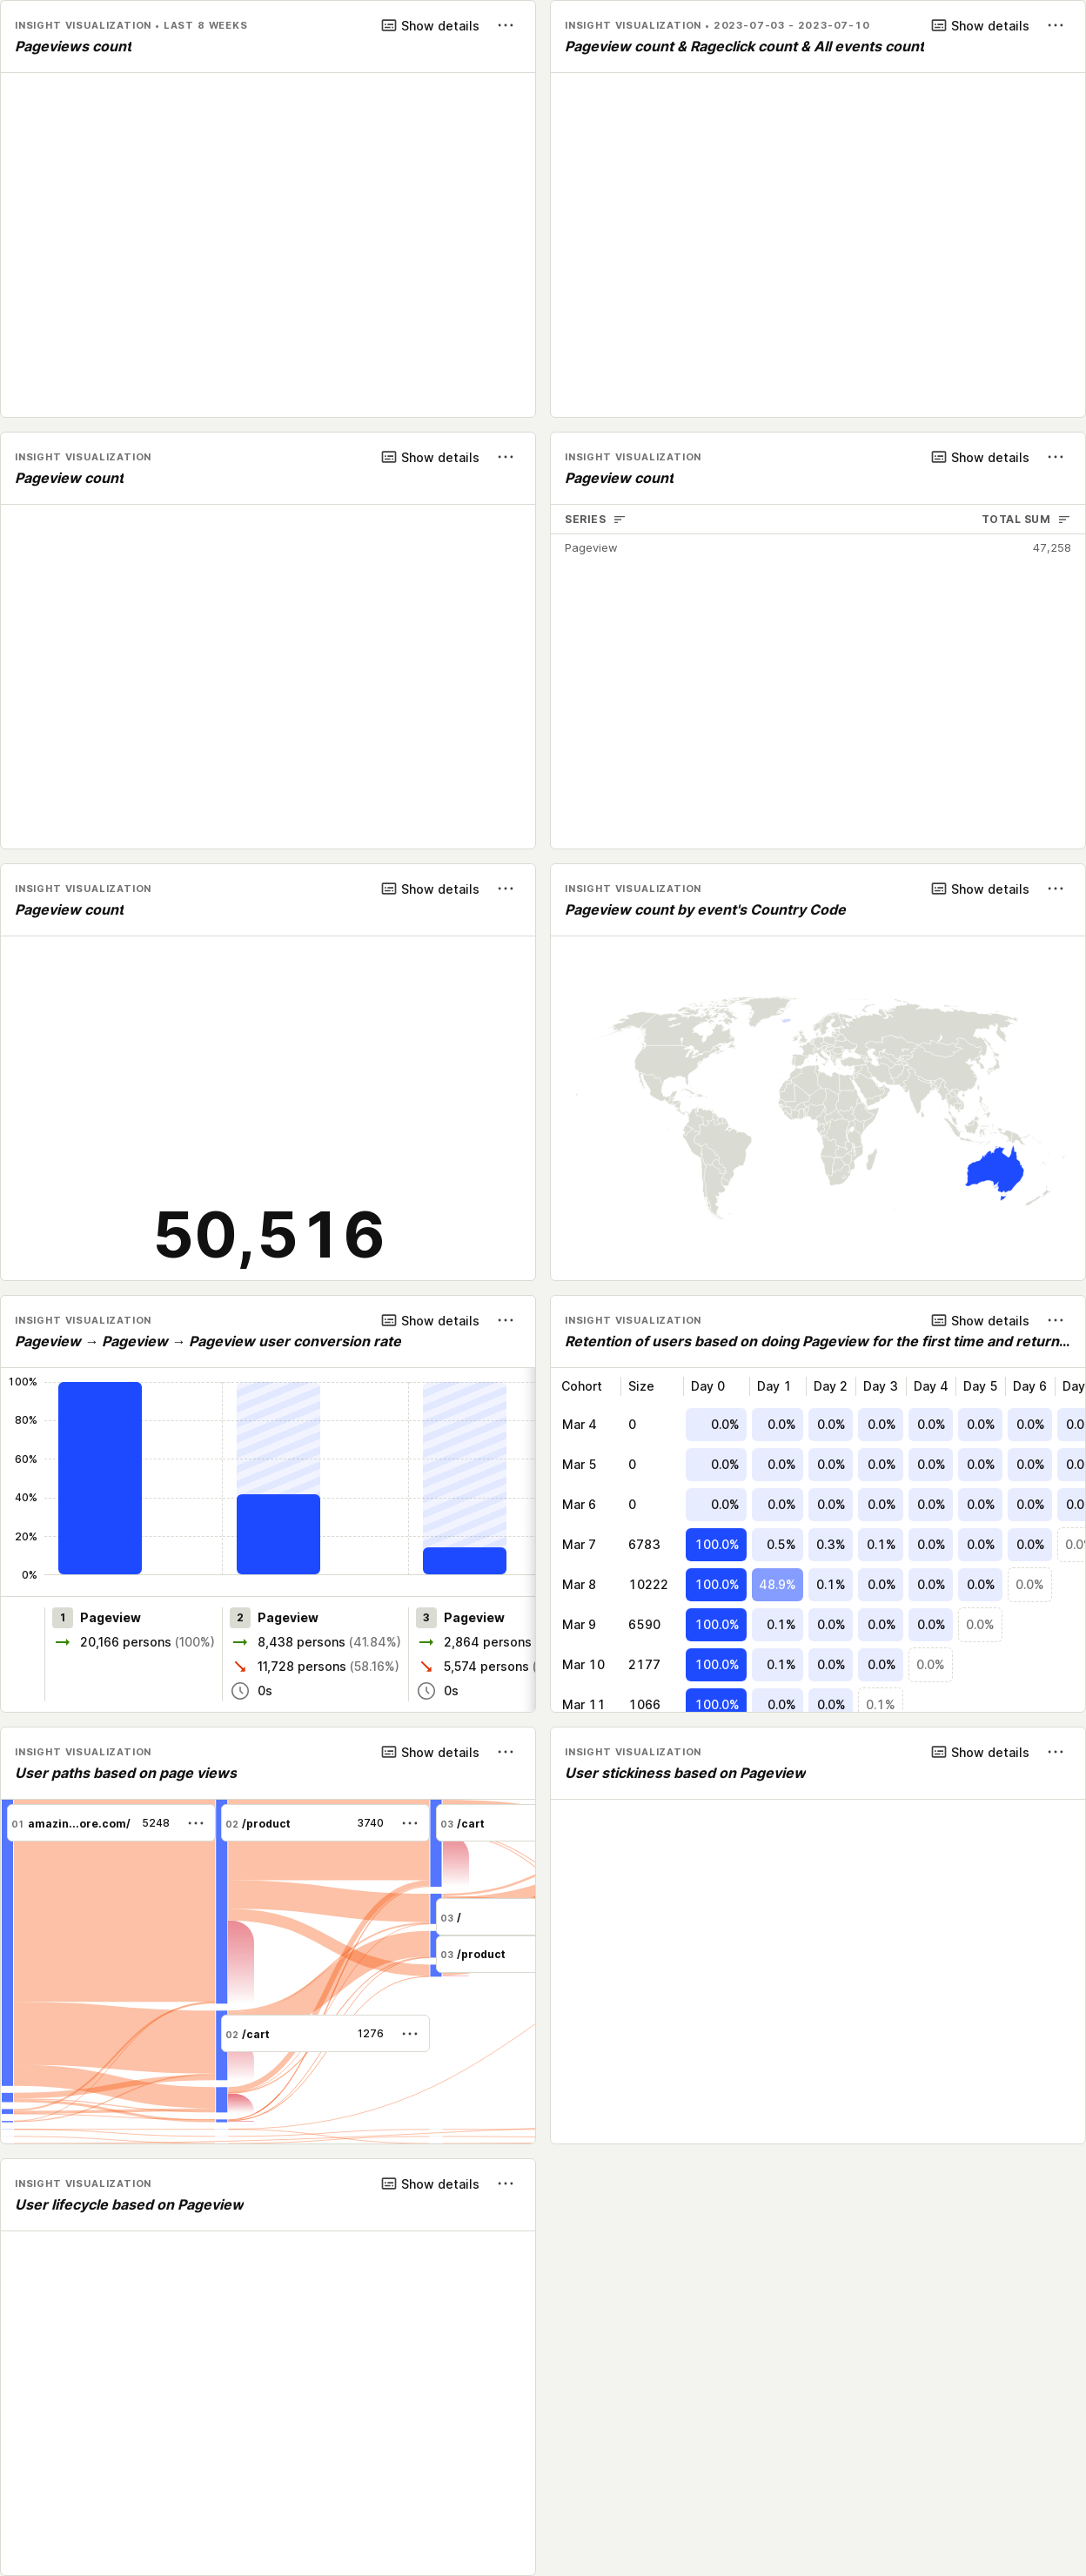 INSIGHT VISUALIZATION • LAST 8 WEEKS
Show details
Pageviews count
INSIGHT VISUALIZATION • 2023-07-03 - 2023-07-10
Show details
Pageview count & Rageclick count & All events count
INSIGHT VISUALIZATION
Show details
Pageview count
INSIGHT VISUALIZATION
Show details
Pageview count
SERIES TOTAL SUM
Pageview 47,258
INSIGHT VISUALIZATION
Show details
Pageview count
50,516
INSIGHT VISUALIZATION
Show details
Pageview count by event's Country Code
INSIGHT VISUALIZATION
Show details
Pageview → Pageview → Pageview user conversion rate
100%
80%
60%
40%
20%
0%
1 Pageview
20,166 persons (100%)
2 Pageview
8,438 persons (41.84%)
11,728 persons (58.16%)
0s
3 Pageview
2,864 persons
5,574 persons (
0s
INSIGHT VISUALIZATION
Show details
Retention of users based on doing Pageview for the first time and return...
Cohort Size Day 0 Day 1 Day 2 Day 3 Day 4 Day 5 Day 6 Day
Mar 4 0 0.0% 0.0% 0.0% 0.0% 0.0% 0.0% 0.0% 0.0
Mar 5 0 0.0% 0.0% 0.0% 0.0% 0.0% 0.0% 0.0% 0.0
Mar 6 0 0.0% 0.0% 0.0% 0.0% 0.0% 0.0% 0.0% 0.0
Mar 7 6783 100.0% 0.5% 0.3% 0.1% 0.0% 0.0% 0.0% 0.0%
Mar 8 10222 100.0% 48.9% 0.1% 0.0% 0.0% 0.0% 0.0%
Mar 9 6590 100.0% 0.1% 0.0% 0.0% 0.0% 0.0%
Mar 10 2177 100.0% 0.1% 0.0% 0.0% 0.0%
Mar 11 1066 100.0% 0.0% 0.0% 0.1%
INSIGHT VISUALIZATION
Show details
User paths based on page views
01 amazin...ore.com/ 5248
02 /product 3740
03 /cart
03 /
03 /product
02 /cart 1276
INSIGHT VISUALIZATION
Show details
User stickiness based on Pageview
INSIGHT VISUALIZATION
Show details
User lifecycle based on Pageview